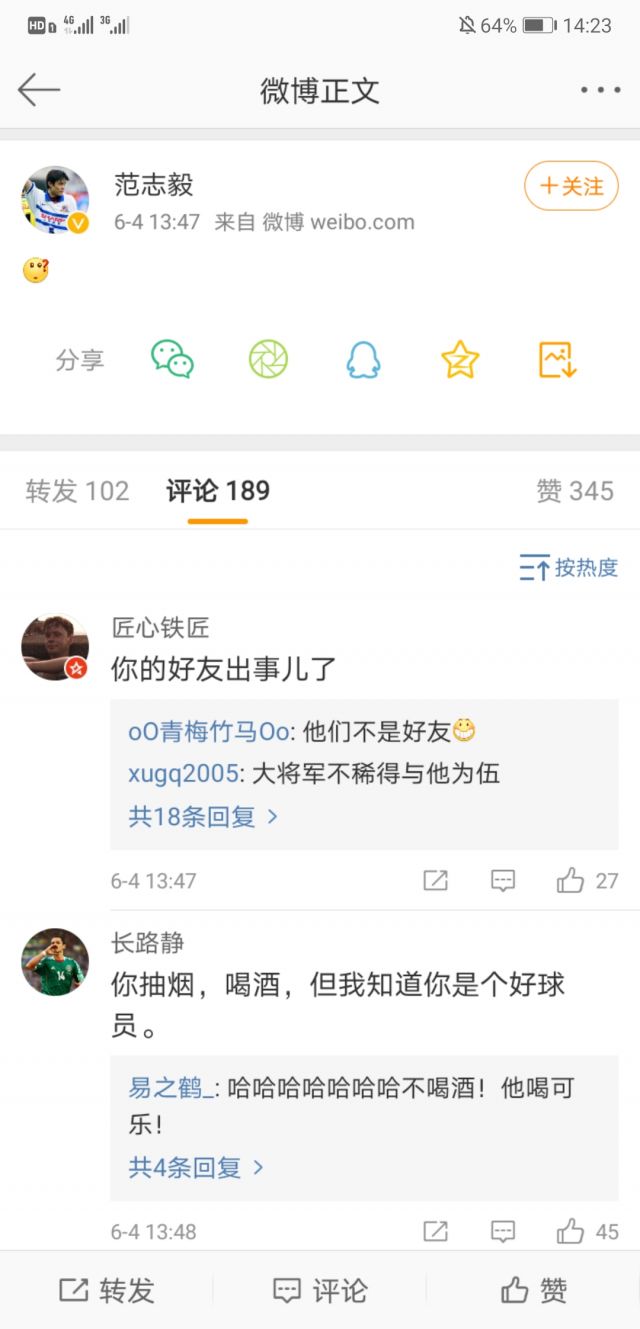 HD 1 4G 3G 64% 14:23
微博正文
范志毅
+关注
6-4 13:47 来自 微博 weibo.com
分享
转发 102 评论 189 赞 345
按热度
匠心铁匠
你的好友出事儿了
oO青梅竹马Oo: 他们不是好友
xugq2005: 大将军不稀得与他为伍
共18条回复 >
6-4 13:47 27
长路静
你抽烟，喝酒，但我知道你是个好球
员。
易之鹤_: 哈哈哈哈哈哈哈不喝酒！他喝可
乐！
共4条回复 >
6-4 13:48 45
转发 评论 赞